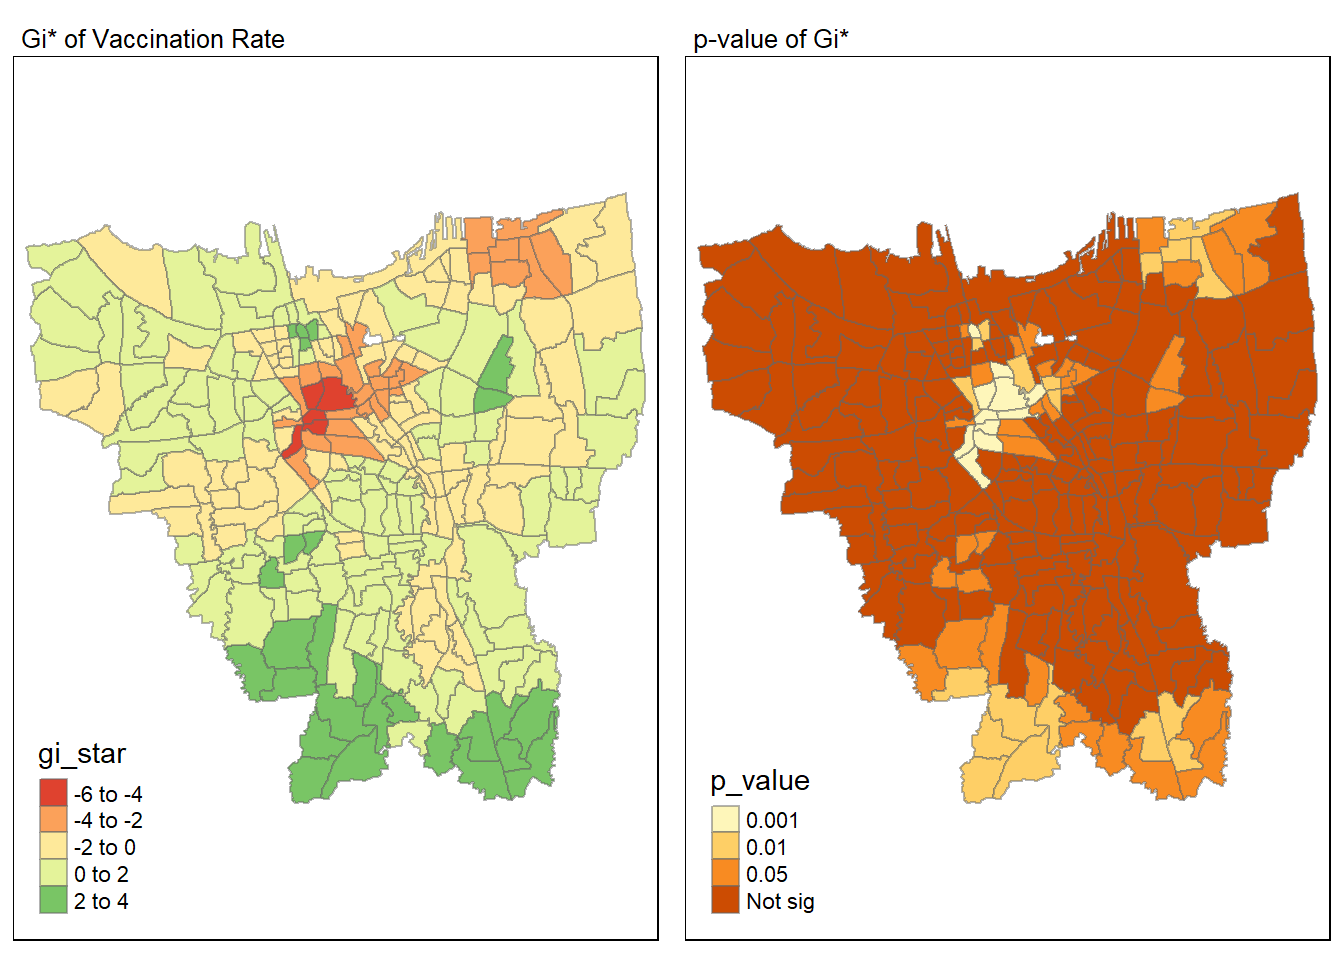 Gi* of Vaccination Rate
gi_star
-6 to -4
-4 to -2
-2 to 0
0 to 2
2 to 4
p-value of Gi*
p_value
0.001
0.01
0.05
Not sig